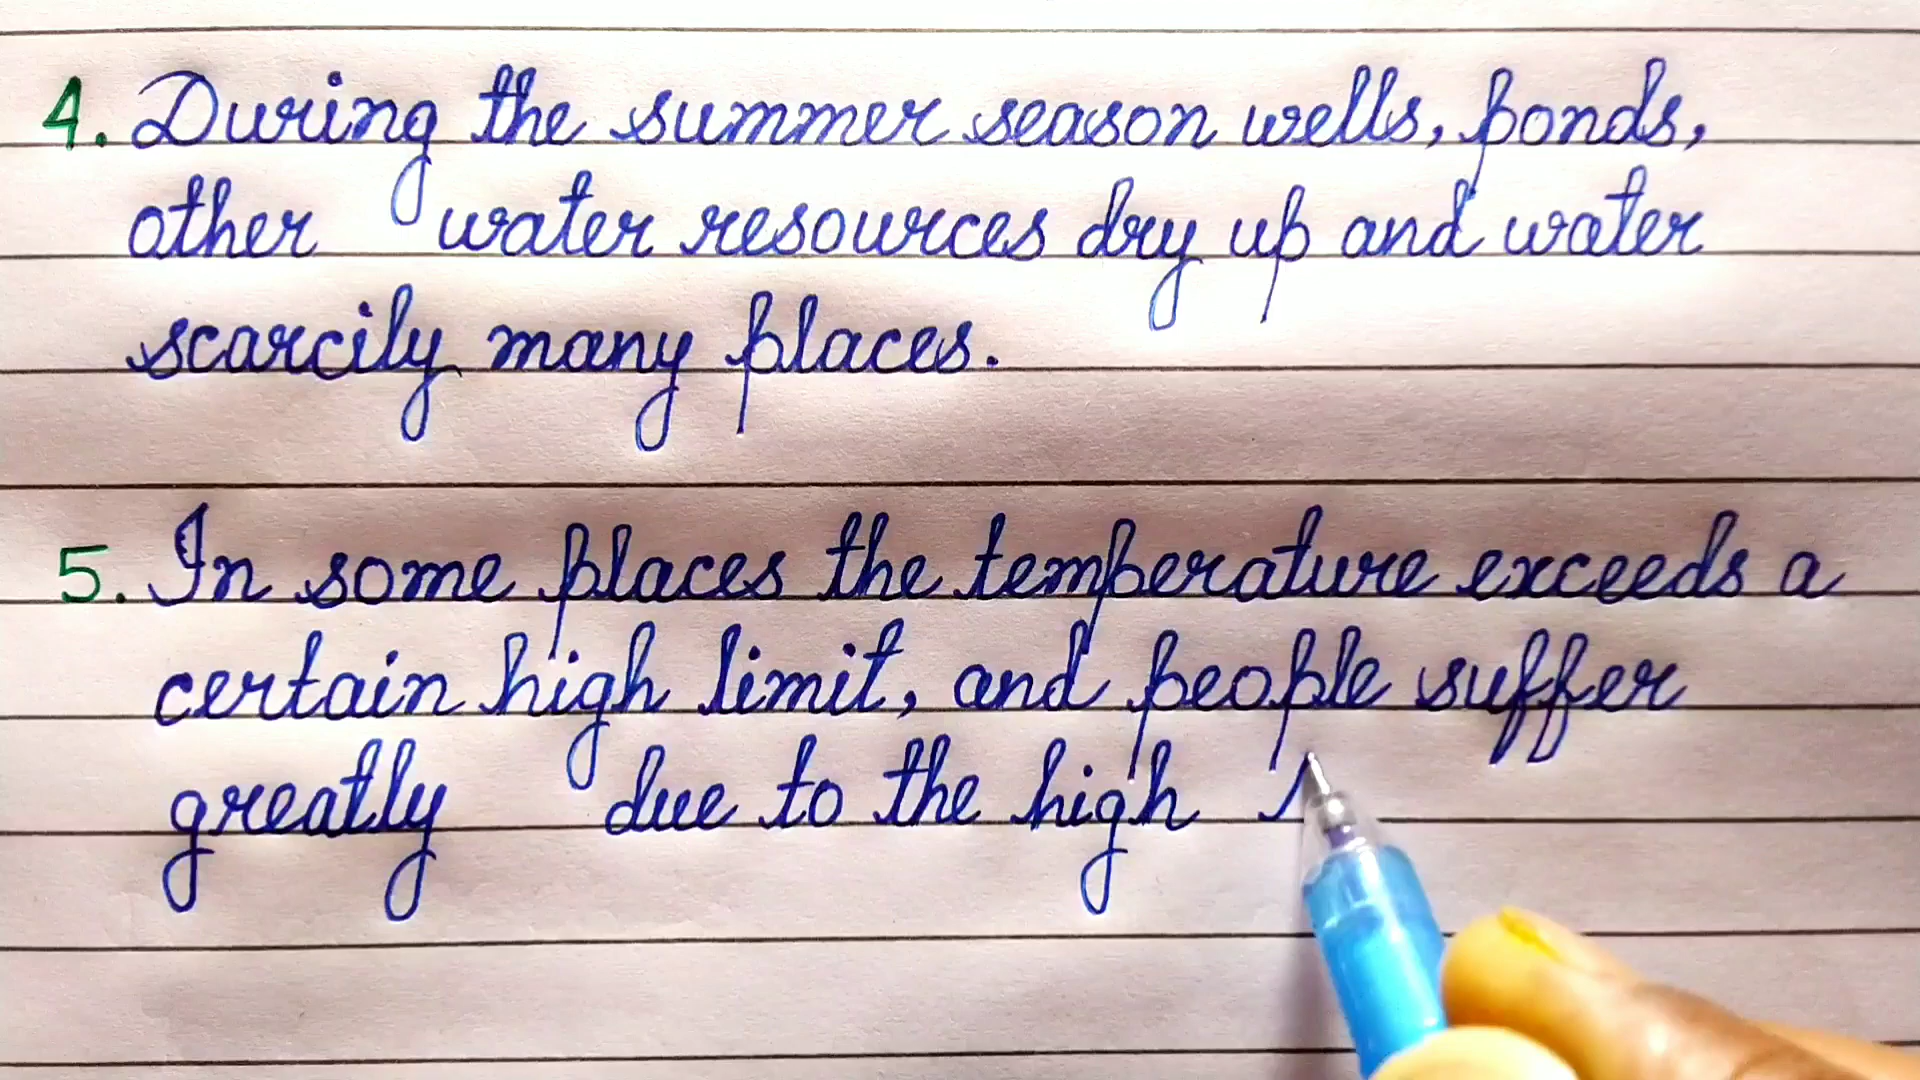 4. During the summer season wells, ponds,
other water resources dry up and water
scarcily many places.
5. In some places the temperature exceeds a
certain high limit, and people suffer
greatly due to the high